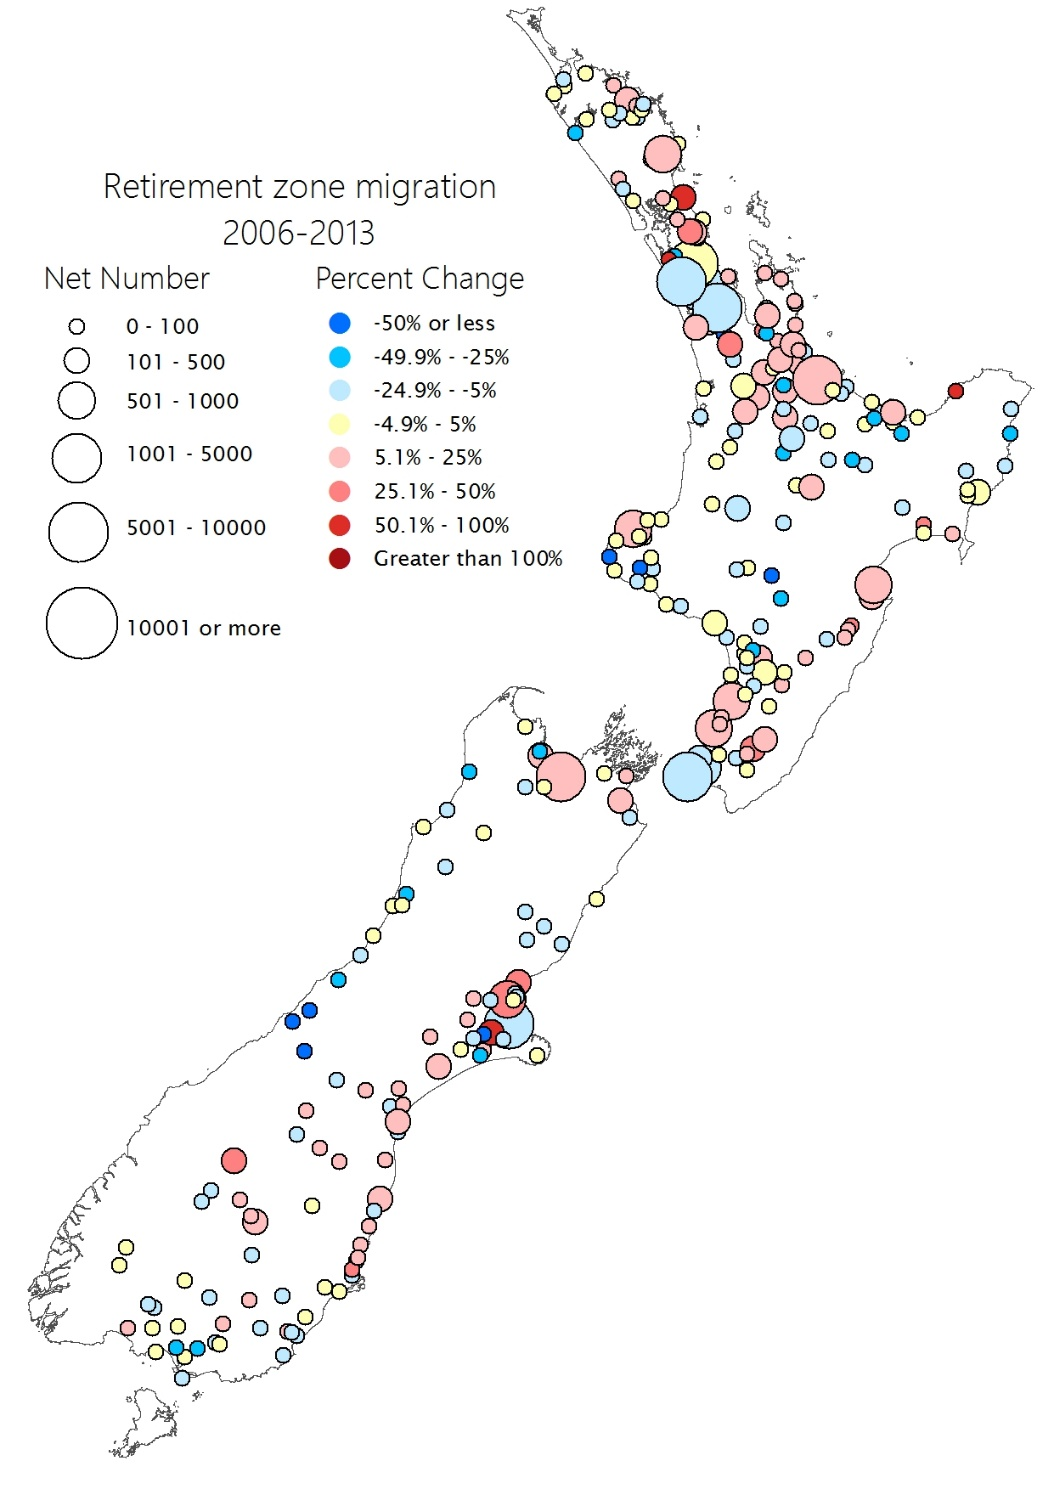 Retirement zone migration
2006-2013
Net Number
0 - 100
101 - 500
501 - 1000
1001 - 5000
5001 - 10000
10001 or more
Percent Change
-50% or less
-49.9% - -25%
-24.9% - -5%
-4.9% - 5%
5.1% - 25%
25.1% - 50%
50.1% - 100%
Greater than 100%